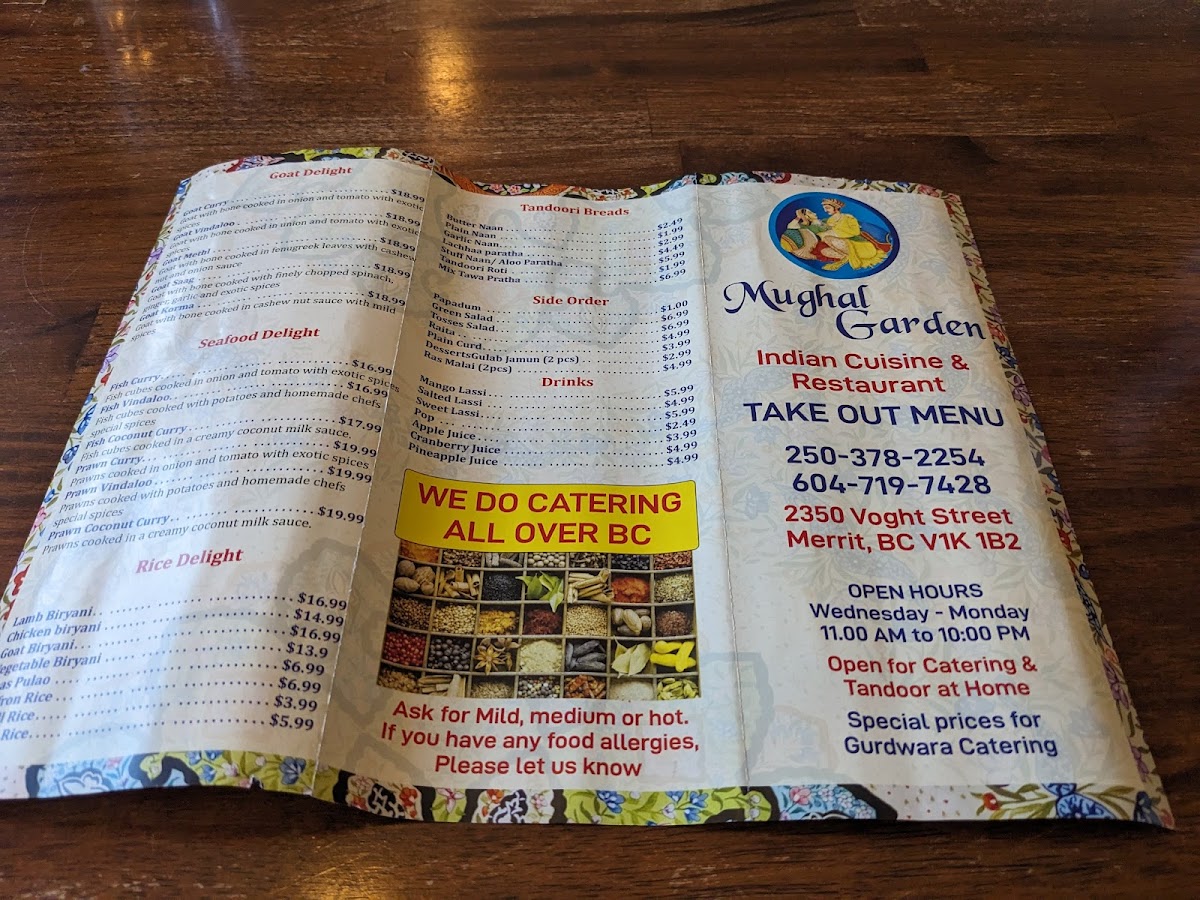 Goat Delight
Goat Curry $18.99
Goat with bone cooked in onion and tomato with exotic
spices
Goat Vindaloo $18.99
Goat with bone cooked in union and tomato with exotic
spices
Goat Methi $18.99
Goat with bone cooked in fenugreek leaves with cashew
nut and onion sauce
Goat Saag $18.99
Goat with bone cooked with finely chopped spinach,
ginger, garlic and exotic spices
Goat Korma $18.99
Goat with bone cooked in cashew nut sauce with mild
spices
Seafood Delight
Fish Curry $16.99
Fish cubes cooked in onion and tomato with exotic spices
Fish Vindaloo $16.99
Fish cubes cooked with potatoes and homemade chefs
special spices
Fish Coconut Curry $17.99
Fish cubes cooked in a creamy coconut milk sauce.
Prawn Curry $19.99
Prawns cooked in onion and tomato with exotic spices
Prawn Vindaloo $19.99
Prawns cooked with potatoes and homemade chefs
special spices
Prawn Coconut Curry $19.99
Prawns cooked in a creamy coconut milk sauce.
Rice Delight
Lamb Biryani $16.99
Chicken biryani $14.99
Goat Biryani $16.99
Vegetable Biryani $13.9
Pulao $6.99
Rice $6.99
Rice $3.99
Rice $5.99
Tandoori Breads
Butter Naan $2.49
Plain Naan $1.99
Garlic Naan $2.99
Lachhaa paratha $4.49
Stuff Naan/ Aloo Paratha $5.99
Tandoori Roti $1.99
Mix Tawa Pratha $6.99
Side Order
Papadum $1.00
Green Salad $6.99
Tosses Salad $6.99
Raita $4.99
Plain Curd $3.99
DessertsGulab Jamun (2 pcs) $2.99
Ras Malai (2pcs) $4.99
Drinks
Mango Lassi $5.99
Salted Lassi $4.99
Sweet Lassi $5.99
Pop $2.49
Apple Juice $3.99
Cranberry Juice $4.99
Pineapple Juice $4.99
WE DO CATERING
ALL OVER BC
Ask for Mild, medium or hot.
If you have any food allergies,
Please let us know
Mughal
Garden
Indian Cuisine &
Restaurant
TAKE OUT MENU
250-378-2254
604-719-7428
2350 Voght Street
Merrit, BC V1K 1B2
OPEN HOURS
Wednesday - Monday
11.00 AM to 10:00 PM
Open for Catering &
Tandoor at Home
Special prices for
Gurdwara Catering